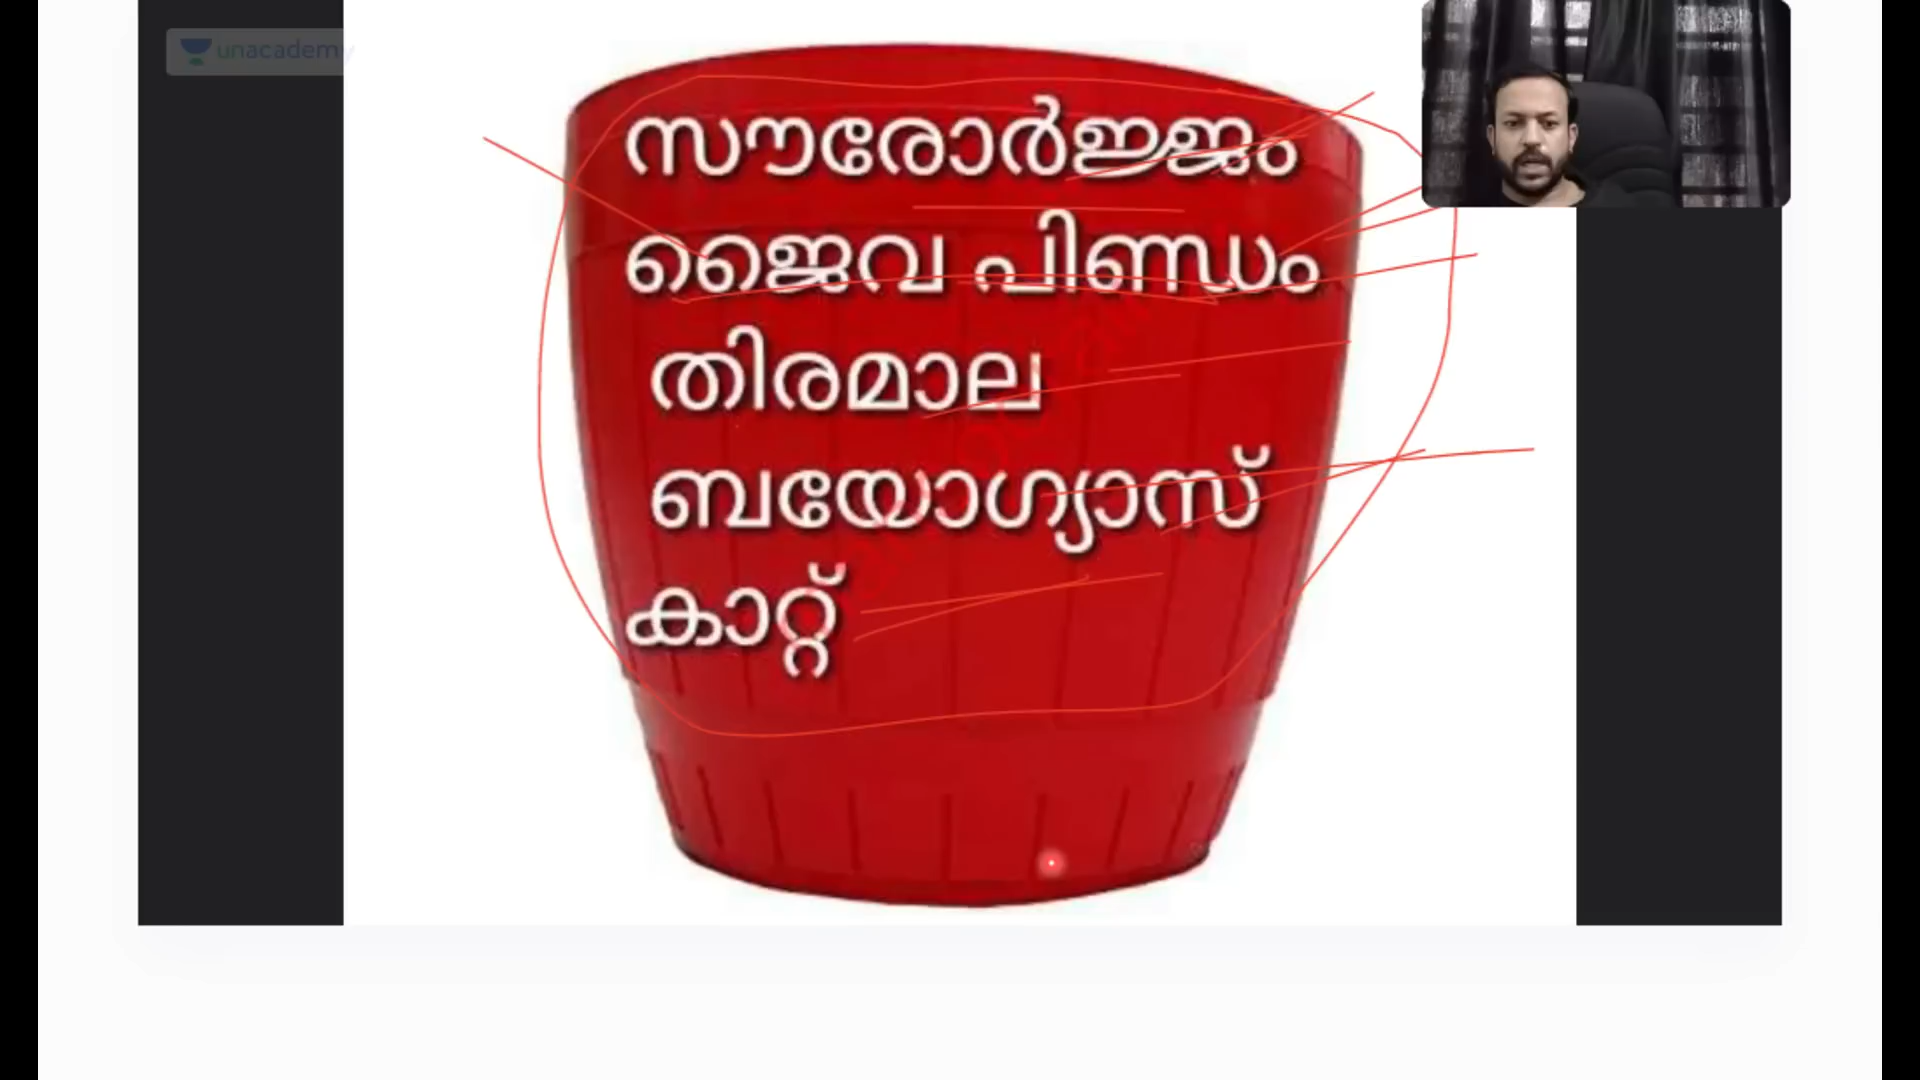 unacademy
സൗരോർജ്ജം
ജൈവ പിണ്ഡം
തിരമാല
ബയോഗ്യാസ്
കാറ്റ്